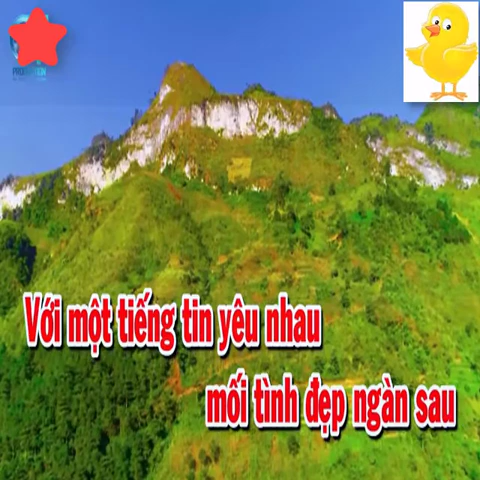 Với một tiếng tin yêu nhau
mối tình đẹp ngàn sau